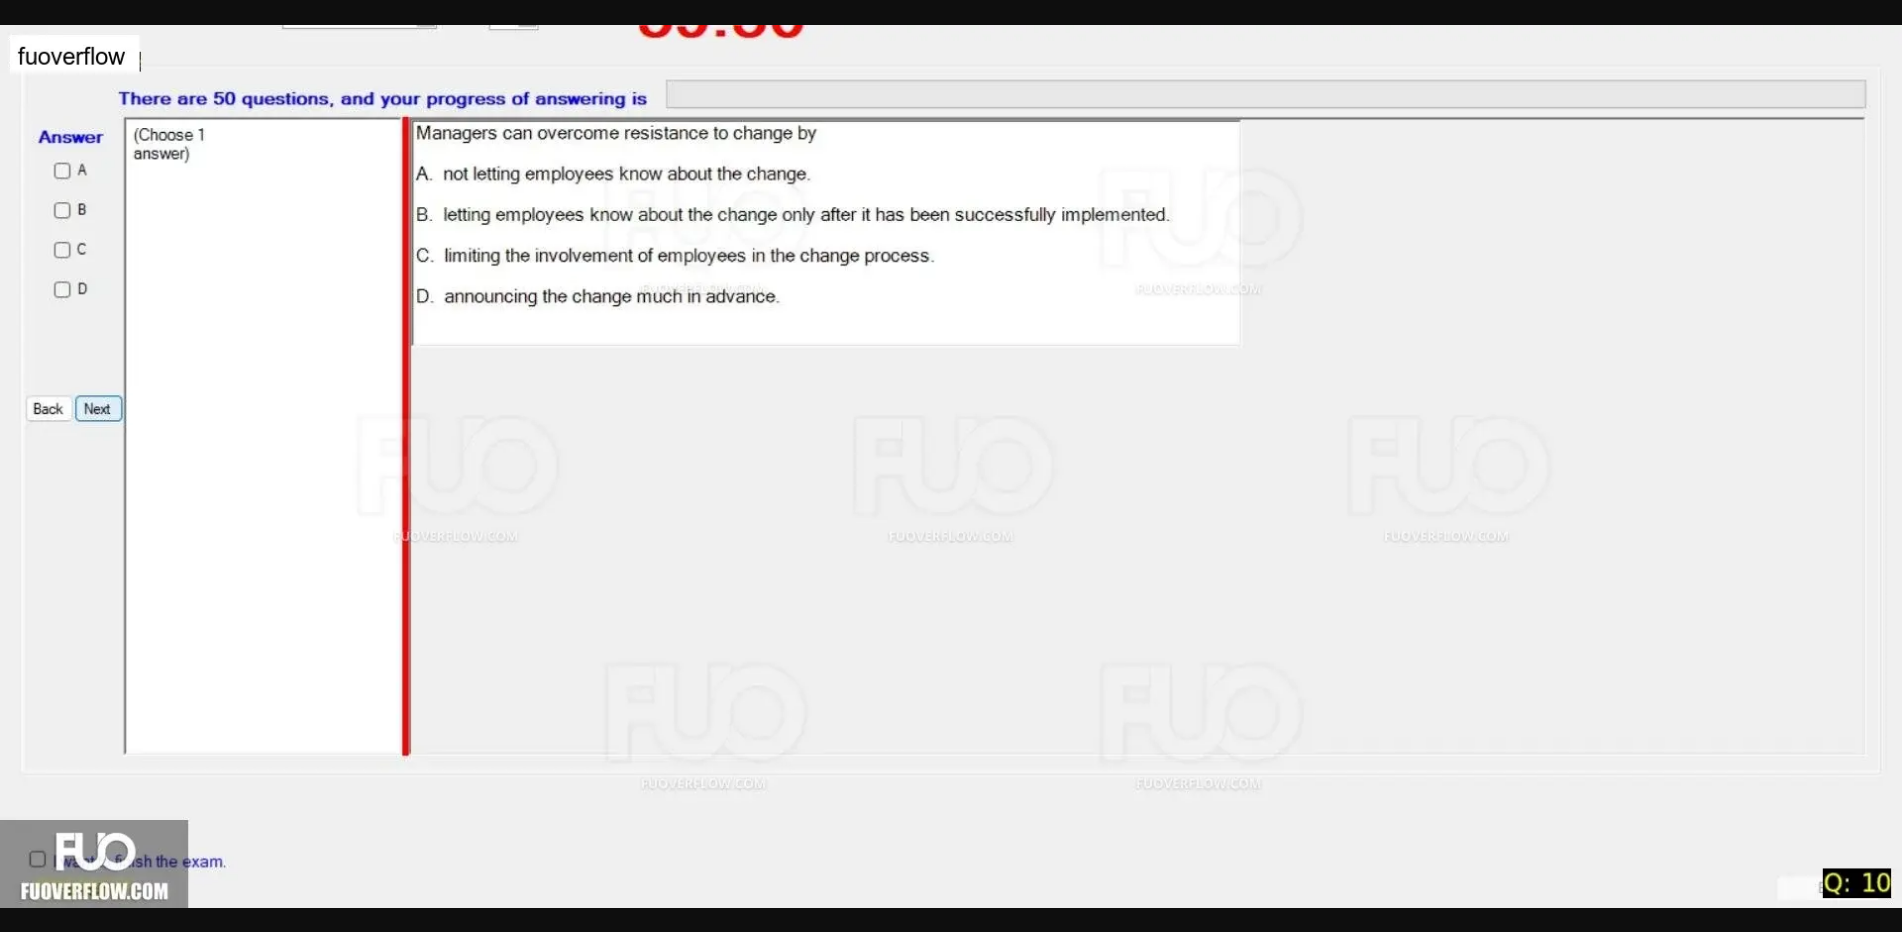 fuoverflow
There are 50 questions, and your progress of answering is
Answer
(Choose 1
answer)
A
B
C
D
Back
Next
Managers can overcome resistance to change by
A. not letting employees know about the change.
B. letting employees know about the change only after it has been successfully implemented.
C. limiting the involvement of employees in the change process.
D. announcing the change much in advance.
FUO
FUOVERFLOW.COM
FUO
FUOVERFLOW.COM
FUO
FUOVERFLOW.COM
FUO
FUOVERFLOW.COM
FUO
FUOVERFLOW.COM
FUO
FUOVERFLOW.COM
FUO
FUOVERFLOW.COM
the exam.
FUO
FUOVERFLOW.COM
Q: 10